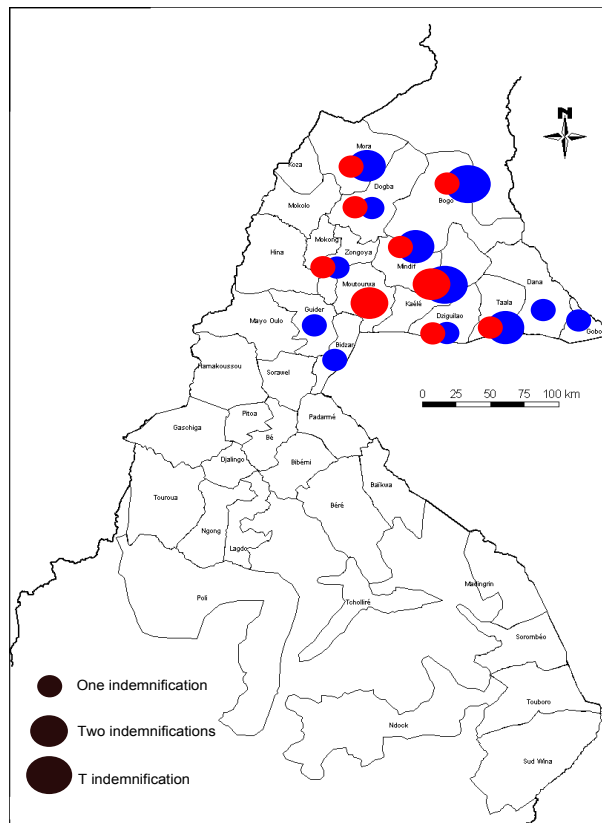 N
Mora
Koza
Dogba
Mokolo
Bogo
Mokong
Hina
Zongoya
Mindif
Dana
Moutourua
Kaélé
Taala
Guider
Dziguilao
Mayo Oulo
Gobo
Bidzar
Hamakoussou
Sorawel
0 25 50 75 100 km
Pitoa
Padarmé
Gaschiga
Bé
Djalingo
Bibémi
Baïkwa
Touroua
Béré
Ngong
Lagdo
Madingrin
Poli
Tcholliré
Sorombéo
One indemnification
Touboro
Two indemnifications
Ndock
Sud Wina
T indemnification